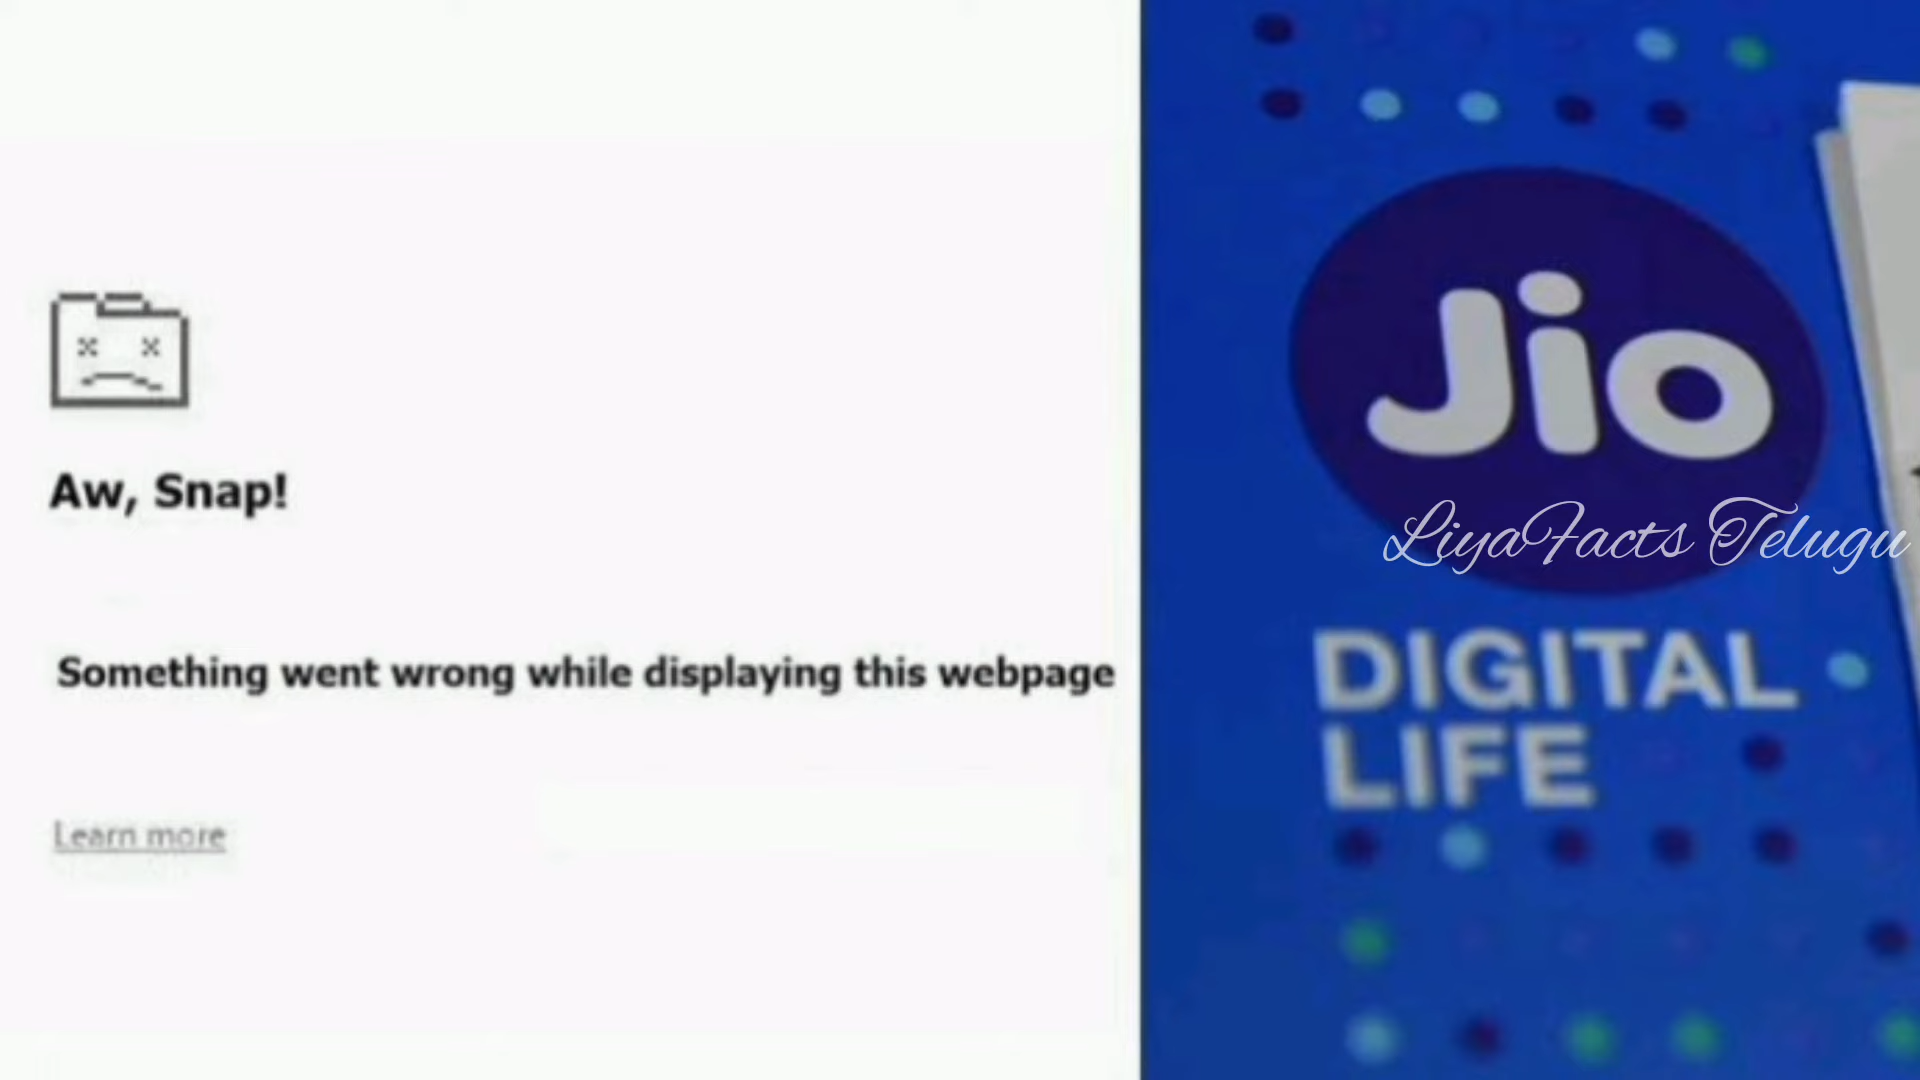 Aw, Snap!
Something went wrong while displaying this webpage
Learn more
Jio
LiyaFacts Telugu
DIGITAL
LIFE